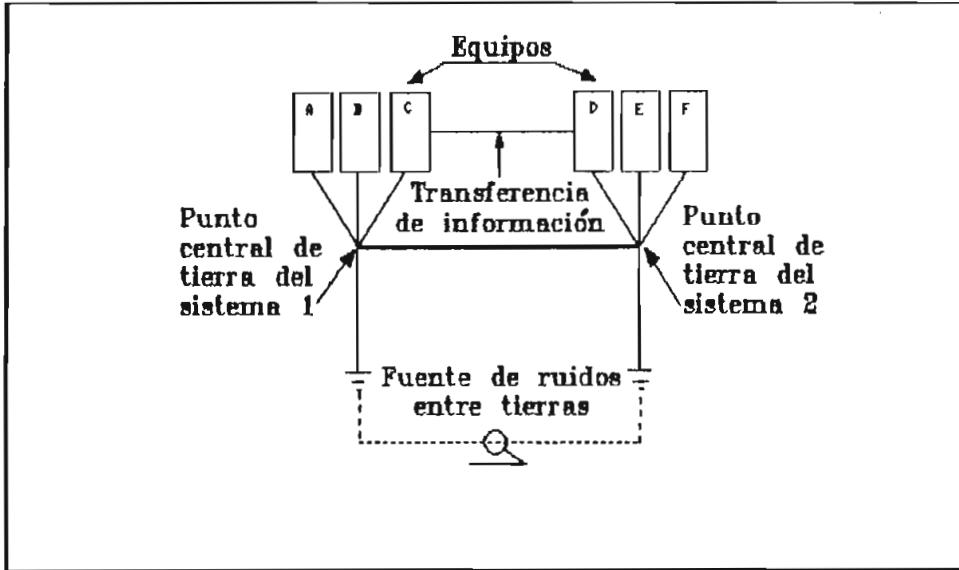 Equipos
A B C D E F
Transferencia
de información
Punto
central de
tierra del
sistema 1
Punto
central de
tierra del
sistema 2
Fuente de ruidos
entre tierras